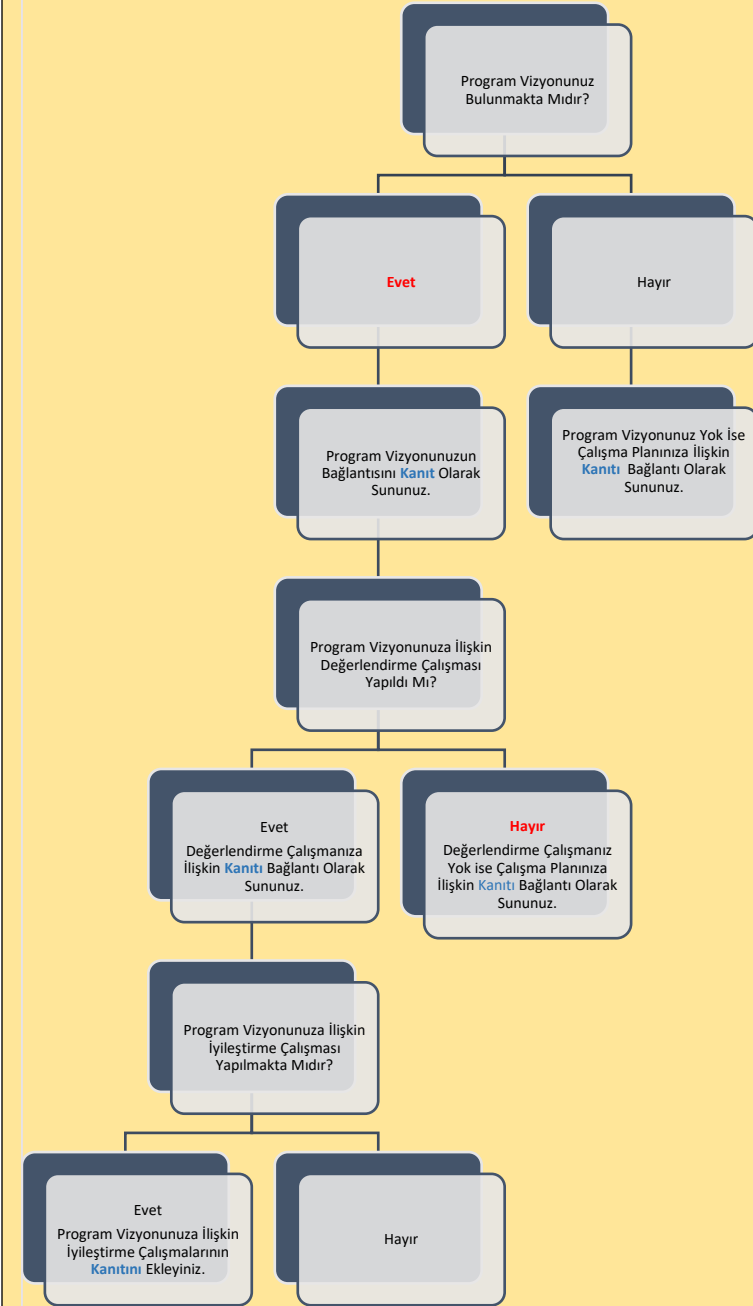 Program Vizyonunuz
Bulunmakta Mıdır?
Evet
Hayır
Program Vizyonunuzun
Bağlantısını Kanıt Olarak
Sununuz.
Program Vizyonunuz Yok İse
Çalışma Planınıza İlişkin
Kanıtı Bağlantı Olarak
Sununuz.
Program Vizyonunuza İlişkin
Değerlendirme Çalışması
Yapıldı Mı?
Evet
Değerlendirme Çalışmanıza
İlişkin Kanıtı Bağlantı Olarak
Sununuz.
Hayır
Değerlendirme Çalışmanız
Yok ise Çalışma Planınıza
İlişkin Kanıtı Bağlantı Olarak
Sununuz.
Program Vizyonunuza İlişkin
İyileştirme Çalışması
Yapılmakta Mıdır?
Evet
Program Vizyonunuza İlişkin
İyileştirme Çalışmalarının
Kanıtını Ekleyiniz.
Hayır